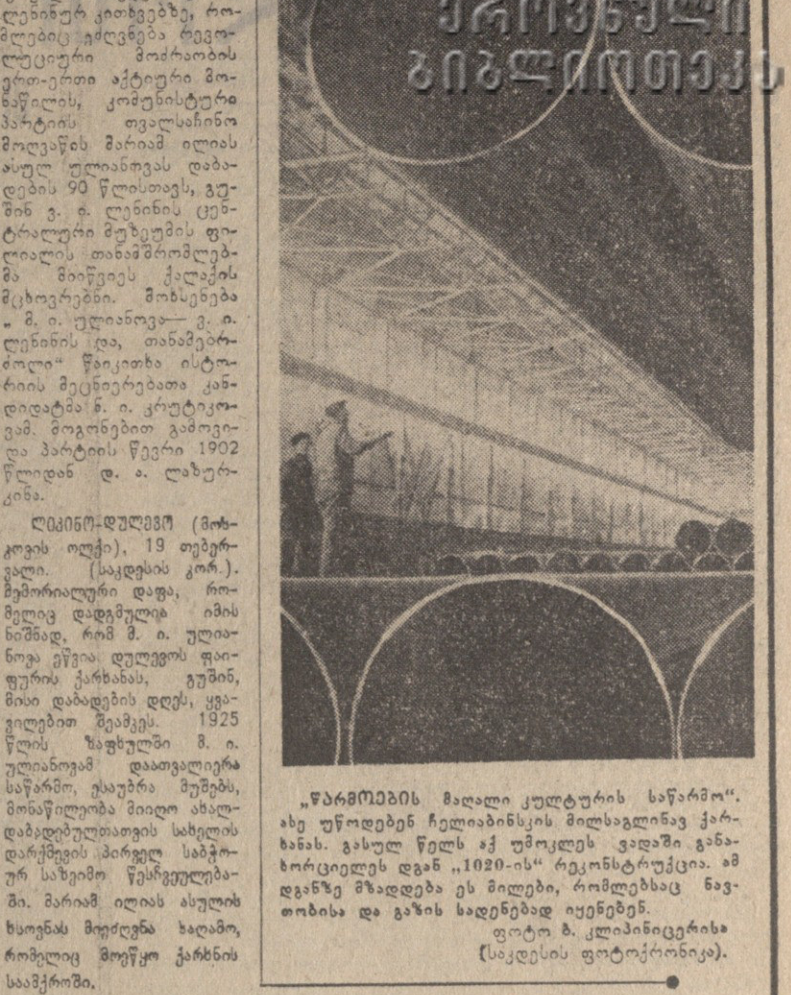 ლენინურ კითხვებზე, რო-
მლებიც ეძღვნება რევო-
ლუციური მოძრაობის
ერთ-ერთი აქტიური მო-
ნაწილის, კომუნისტური
პარტიის თვალსაჩინო
მოღვაწის მარიამ ილიას
ასულ ულიანოვას დაბა-
დების 90 წლისთავს, გუ-
შინ ვ. ი. ლენინის ცენ-
ტრალური მუზეუმის ფი-
ლიალის თანამშრომლებ-
მა მიიწვიეს ქალაქის
მცხოვრებნი. მოხსენება
„ მ. ი. ულიანოვა— ვ. ი.
ლენინის და, თანამებრ-
ძოლი“ წაიკითხა ისტო-
რიის მეცნიერებათა კან-
დიდატმა ნ. ი. კრუტიკო-
ვამ. მოგონებით გამოვი-
და პარტიის წევრი 1902
წლიდან დ. ა. ლაზურ-
კინა.
ლიკინო-დულევო (მოს-
კოვის ოლქი), 19 თებერ-
ვალი. (საკდესის კორ.).
მემორიალური დაფა, რო-
მელიც დადგმულია იმის
ნიშნად, რომ მ. ი. ულია-
ნოვა ეწვია დულევოს ფაი-
ფურის ქარხანას, გუშინ,
მისი დაბადების დღეს, ყვა-
ვილებით შეამკეს. 1925
წლის ზაფხულში მ. ი.
ულიანოვამ დაათვალიერა
საწარმო, ესაუბრა მუშებს,
მონაწილეობა მიიღო ახალ-
დაბადებულთათვის სახელის
დარქმევის პირველ საბჭო-
ურ საზეიმო წესჩვეულება-
ში. მარიამ ილიას ასულის
ხსოვნას მიეძღვნა საღამო,
რომელიც მოეწყო ქარხნის
საამქროში.
ეროვნული
ბიბლიოთეკა
„წარმოების მაღალი კულტურის საწარმო“.
ასე უწოდებენ ჩელიაბინსკის მილსაგლინავ ქარ-
ხანას. გასულ წელს აქ უმოკლეს ვადაში განა-
ხორციელეს დგან „1020-ის“ რეკონსტრუქცია. ამ
დგანზე მზადდება ეს მილები, რომლებსაც ნავ-
თობისა და გაზის სადენებად იყენებენ.
ფოტო ბ. კლიპინიცერისა
(საკდესის ფოტოქრონიკა).